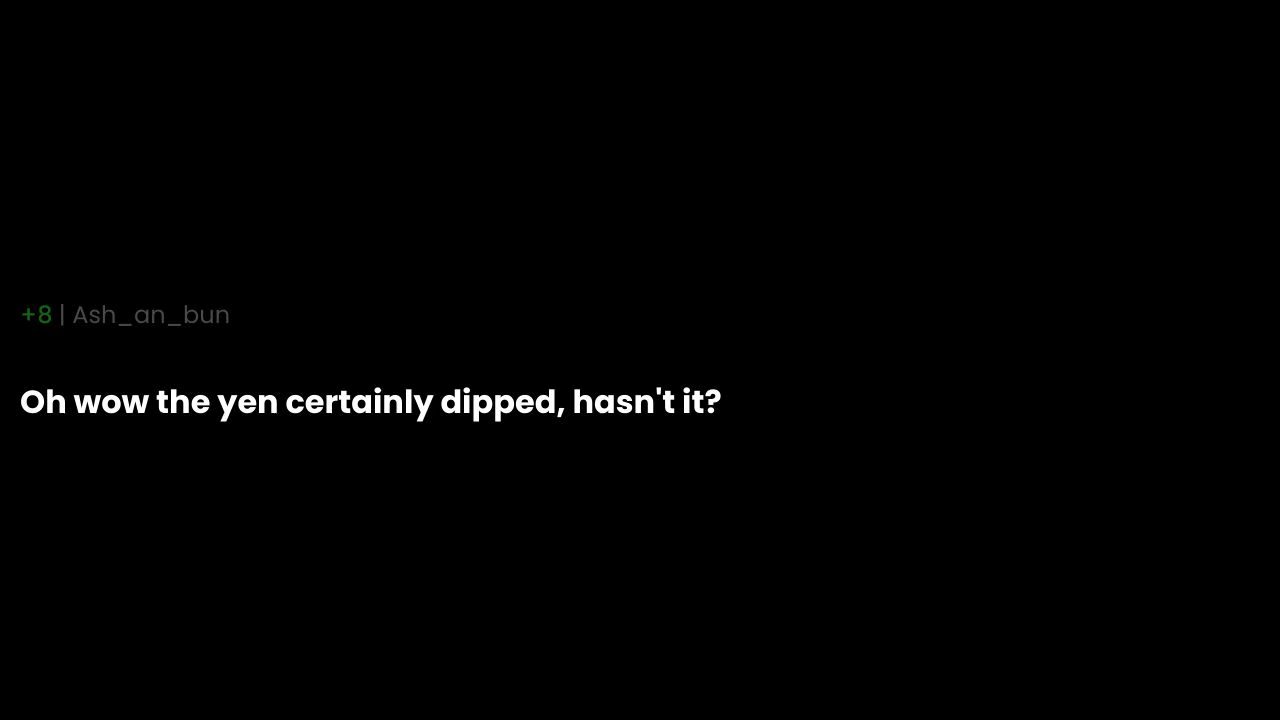 +8 | Ash_an_bun
Oh wow the yen certainly dipped, hasn't it?